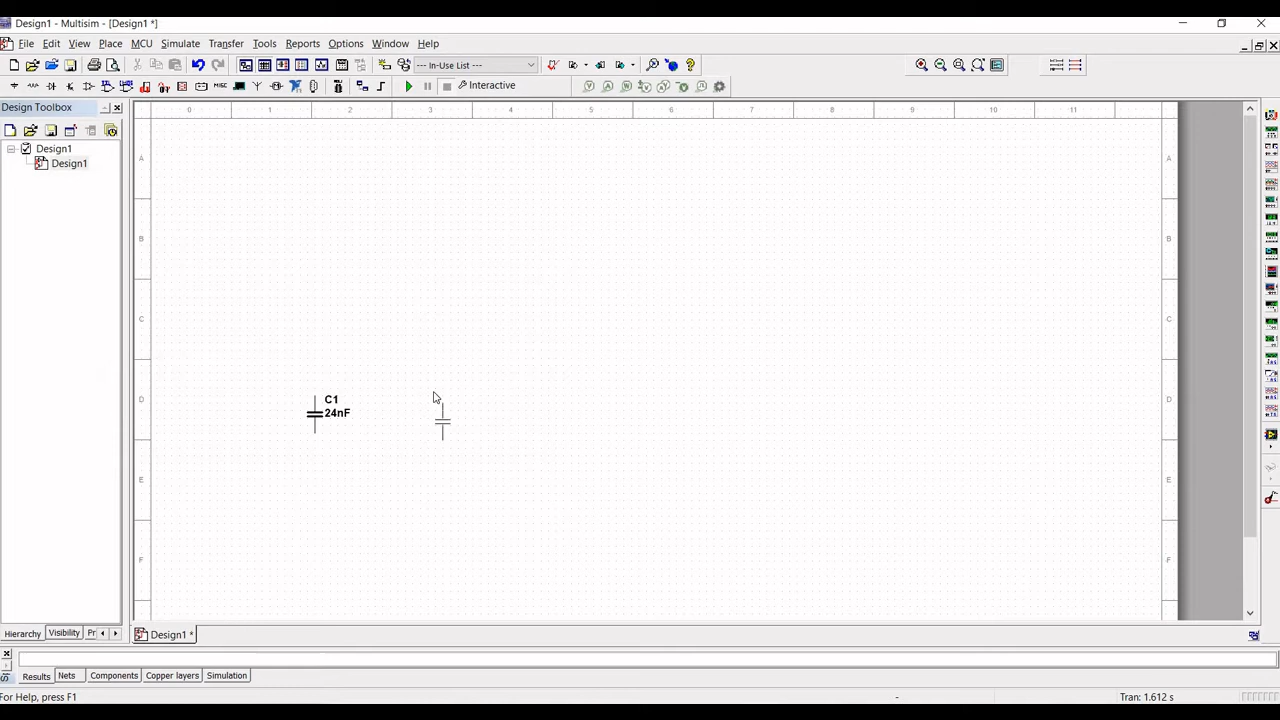 Design1 - Multisim - [Design1 *]
File Edit View Place MCU Simulate Transfer Tools Reports Options Window Help
--- In-Use List ---
Interactive
Design Toolbox
0 1 2 3 4 5 6 7 8 9 10 11
Design1
Design1
A A
B B
C C
D D
C1
24nF
E E
F F
Hierarchy Visibility Pr
Design1 *
Results Nets Components Copper layers Simulation
For Help, press F1 - Tran: 1.612 s